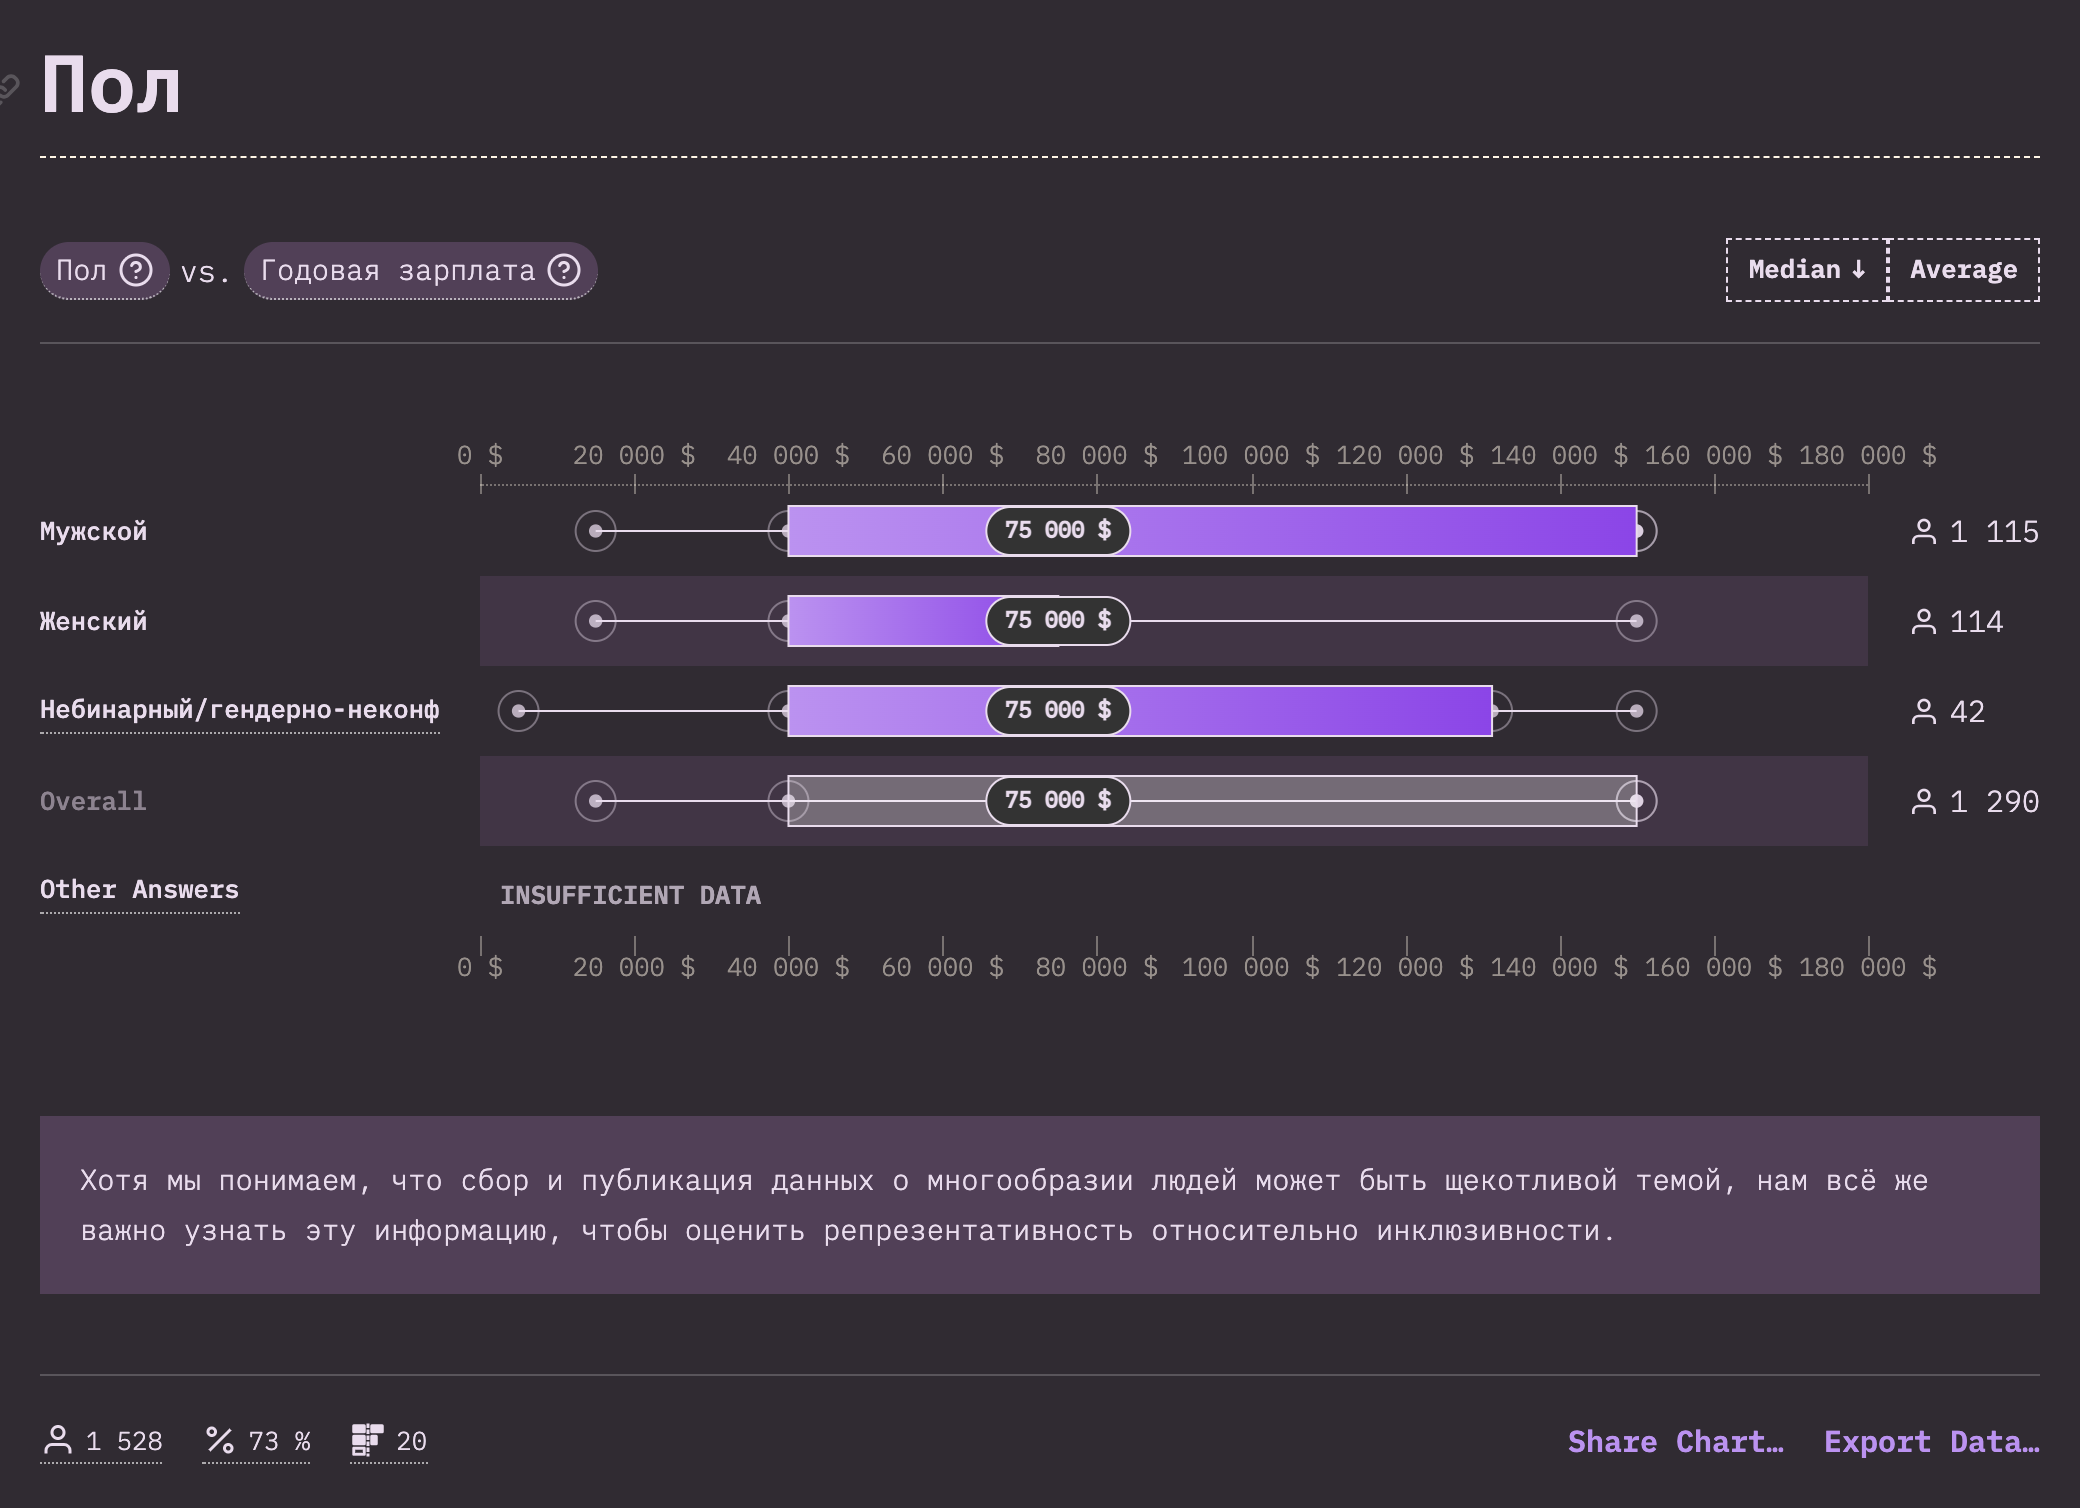 Пол
Пол vs. Годовая зарплата
Median ↓ Average
0 $ 20 000 $ 40 000 $ 60 000 $ 80 000 $ 100 000 $ 120 000 $ 140 000 $ 160 000 $ 180 000 $
Мужской 75 000 $ 1 115
Женский 75 000 $ 114
Небинарный/гендерно-неконф 75 000 $ 42
Overall 75 000 $ 1 290
Other Answers INSUFFICIENT DATA
0 $ 20 000 $ 40 000 $ 60 000 $ 80 000 $ 100 000 $ 120 000 $ 140 000 $ 160 000 $ 180 000 $
Хотя мы понимаем, что сбор и публикация данных о многообразии людей может быть щекотливой темой, нам всё же
важно узнать эту информацию, чтобы оценить репрезентативность относительно инклюзивности.
1 528 73 % 20 Share Chart… Export Data…